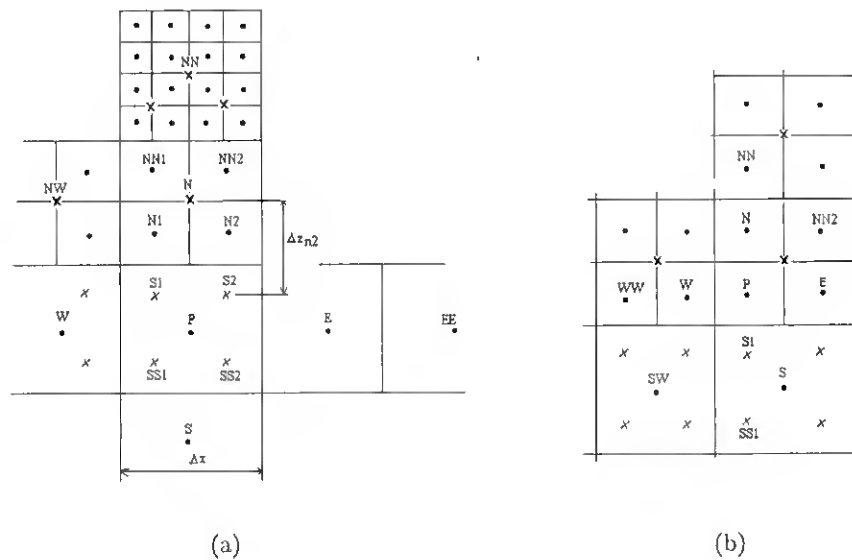 NN
NN1 NN2
NW N
N1 N2
Δz_n2
S1 S2
W P E EE
SS1 SS2
S
Δx
(a)
NN
N NN2
WW W P E
S1
SW S
SS1
(b)